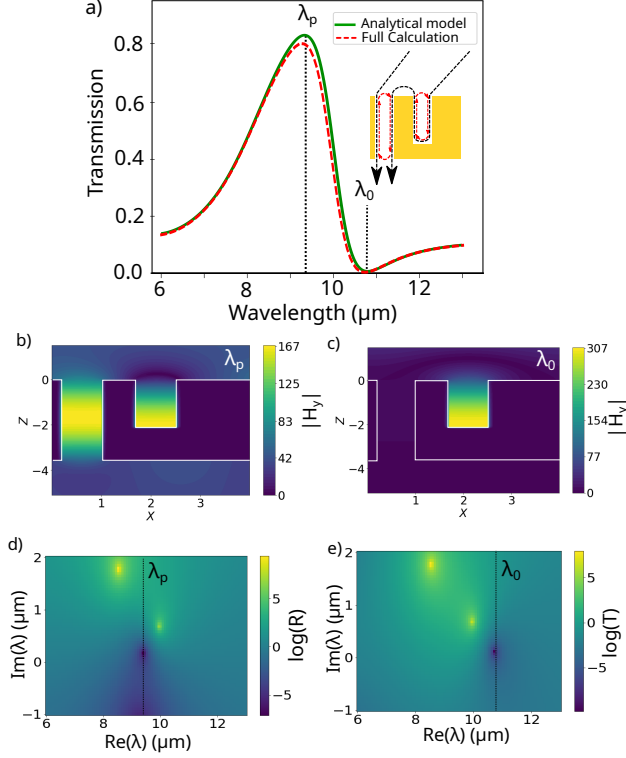 a)
λp
Analytical model
Full Calculation
0.8
0.6
0.4
0.2
0.0
Transmission
λ0
6 8 10 12
Wavelength (μm)
b)
λp
0
−2
−4
z
1 2 3
x
167
125
83
42
0
|Hy|
c)
λ0
0
−2
−4
z
1 2 3
x
307
230
154
77
0
|Hy|
d)
λp
2
1
0
−1
Im(λ)
6 8 10 12
Re(λ) (μm)
5
0
−5
log(R)
e)
λ0
2
1
0
−1
Im(λ) (μm)
6 8 10 12
Re(λ) (μm)
5
0
−5
log(T)